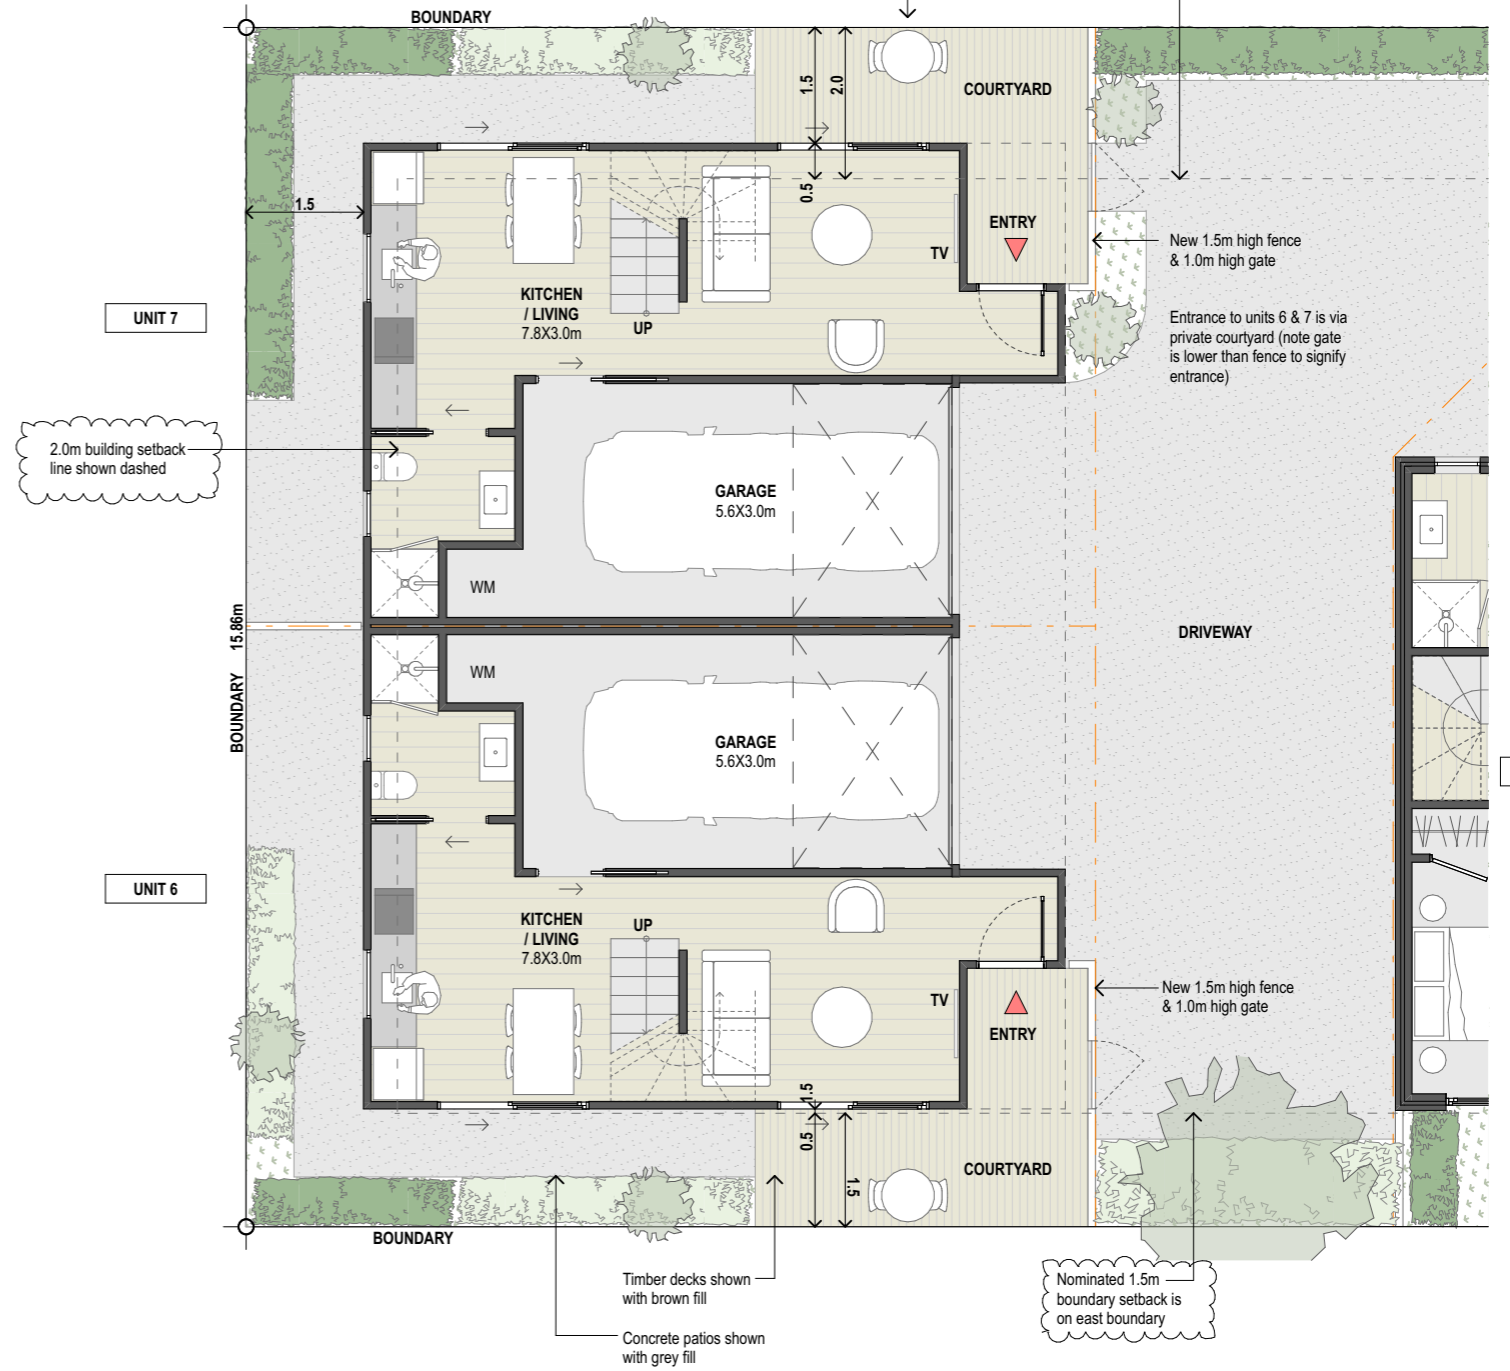 BOUNDARY
1.5
2.0
COURTYARD
0.5
1.5
ENTRY
TV
New 1.5m high fence
& 1.0m high gate
KITCHEN
/ LIVING
7.8X3.0m
UP
UNIT 7
Entrance to units 6 & 7 is via
private courtyard (note gate
is lower than fence to signify
entrance)
2.0m building setback
line shown dashed
GARAGE
5.6X3.0m
WM
BOUNDARY 15.86m
DRIVEWAY
WM
GARAGE
5.6X3.0m
UNIT 6
KITCHEN
/ LIVING
7.8X3.0m
UP
TV
ENTRY
New 1.5m high fence
& 1.0m high gate
1.5
0.5
1.5
COURTYARD
BOUNDARY
Timber decks shown
with brown fill
Concrete patios shown
with grey fill
Nominated 1.5m
boundary setback is
on east boundary